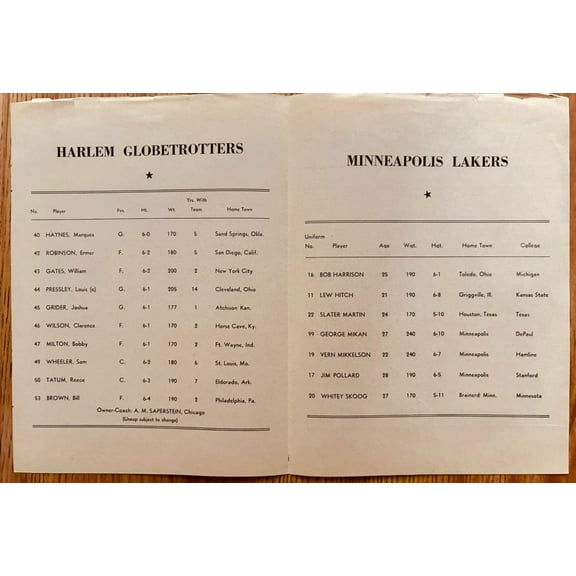 HARLEM GLOBETROTTERS
★
Yrs. With
No. Player Pos. Ht. Wt. Team Home Town
40 HAYNES, Marques G. 6-0 170 5 Sand Springs, Okla.
42 ROBINSON, Ermer F. 6-2 180 5 San Diego, Calif.
43 GATES, William F. 6-2 200 2 New York City
44 PRESSLEY, Louis (c) G. 6-1 205 14 Cleveland, Ohio
45 GRIDER, Joshua G. 6-1 177 1 Atchison Kan.
46 WILSON, Clarence F. 6-1 170 2 Horse Cave, Ky.
47 MILTON, Bobby F. 6-1 170 2 Ft. Wayne, Ind.
49 WHEELER, Sam C. 6-2 180 6 St. Louis, Mo.
50 TATUM, Reece C. 6-3 190 7 Eldorado, Ark.
53 BROWN, Bill F. 6-4 190 2 Philadelphia, Pa.
Owner-Coach: A. M. SAPERSTEIN, Chicago
(Lineup subject to change)
MINNEAPOLIS LAKERS
★
Uniform
No. Player Age Wgt. Hgt. Home Town College
16 BOB HARRISON 25 190 6-1 Toledo, Ohio Michigan
11 LEW HITCH 21 190 6-8 Griggville, Ill. Kansas State
22 SLATER MARTIN 24 170 5-10 Houston, Texas Texas
99 GEORGE MIKAN 27 240 6-10 Minneapolis DePaul
19 VERN MIKKELSON 22 240 6-7 Minneapolis Hamline
17 JIM POLLARD 28 190 6-5 Minneapolis Stanford
20 WHITEY SKOOG 27 170 5-11 Brainerd Minn. Minnesota